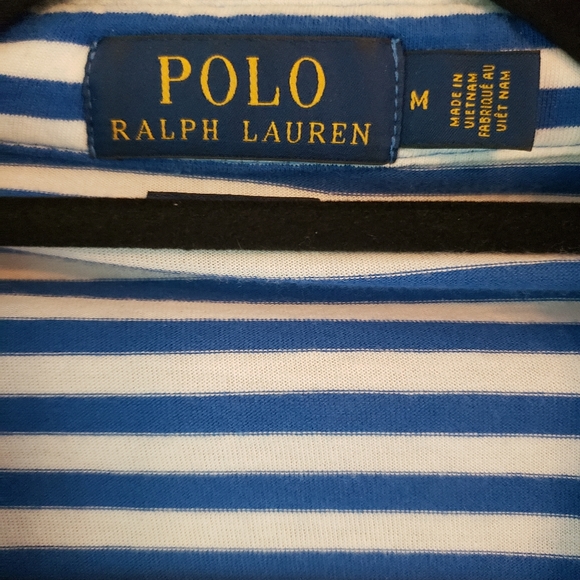 POLO
RALPH LAUREN
M
MADE IN
VIETNAM
FABRIQUÉ AU
VIÊT NAM